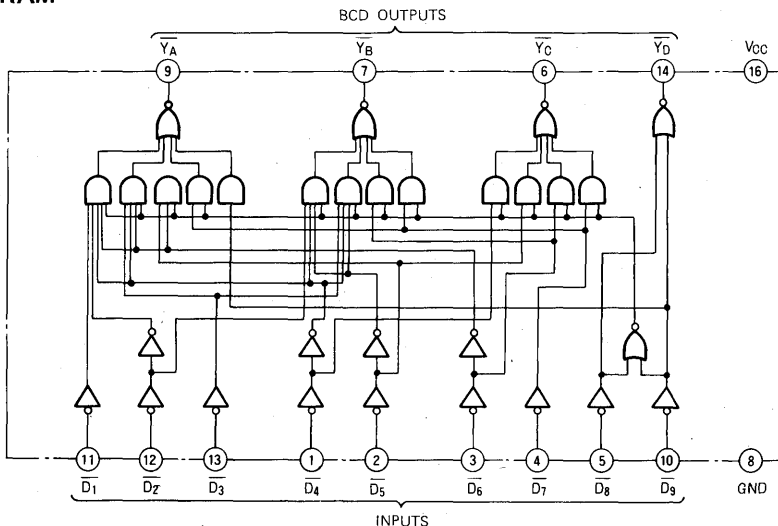 RAM
BCD OUTPUTS
Y̅A̅ Y̅B̅ Y̅C̅ Y̅D̅ VCC
9 7 6 14 16
11 12 13 1 2 3 4 5 10 8
D̅1̅ D̅2̅ D̅3̅ D̅4̅ D̅5̅ D̅6̅ D̅7̅ D̅8̅ D̅9̅ GND
INPUTS